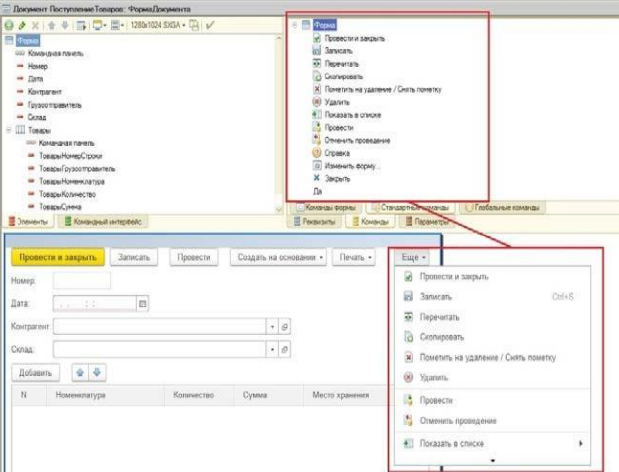 Документ ПоступлениеТоваров: ФормаДокумента
1280x1024 SXGA
Форма
Командная панель
Номер
Дата
Контрагент
Грузоотправитель
Склад
Товары
Командная панель
ТоварыНомерСтроки
ТоварыГрузоотправитель
ТоварыНоменклатура
ТоварыКоличество
ТоварыСумма
Элементы
Командный интерфейс
Форма
Провести и закрыть
Записать
Перечитать
Скопировать
Пометить на удаление / Снять пометку
Удалить
Показать в списке
Провести
Отменить проведение
Справка
Изменить форму...
Закрыть
Да
Команды формы
Стандартные команды
Глобальные команды
Реквизиты
Команды
Параметры
Провести и закрыть
Записать
Провести
Создать на основании
Печать
Еще
Номер:
Дата:
. . : :
Контрагент:
Склад:
Добавить
N
Номенклатура
Количество
Сумма
Место хранения
Провести и закрыть
Записать Ctrl+S
Перечитать
Скопировать
Пометить на удаление / Снять пометку
Удалить
Провести
Отменить проведение
Показать в списке